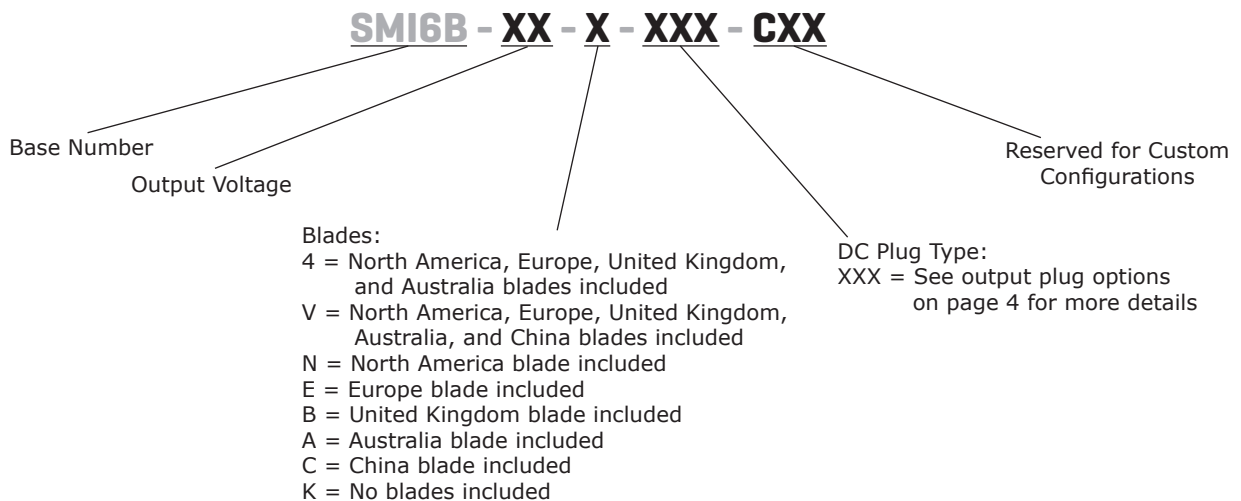 SMI6B - XX - X - XXX - CXX
Base Number
Output Voltage
Blades:
4 = North America, Europe, United Kingdom,
and Australia blades included
V = North America, Europe, United Kingdom,
Australia, and China blades included
N = North America blade included
E = Europe blade included
B = United Kingdom blade included
A = Australia blade included
C = China blade included
K = No blades included
DC Plug Type:
XXX = See output plug options
on page 4 for more details
Reserved for Custom
Configurations